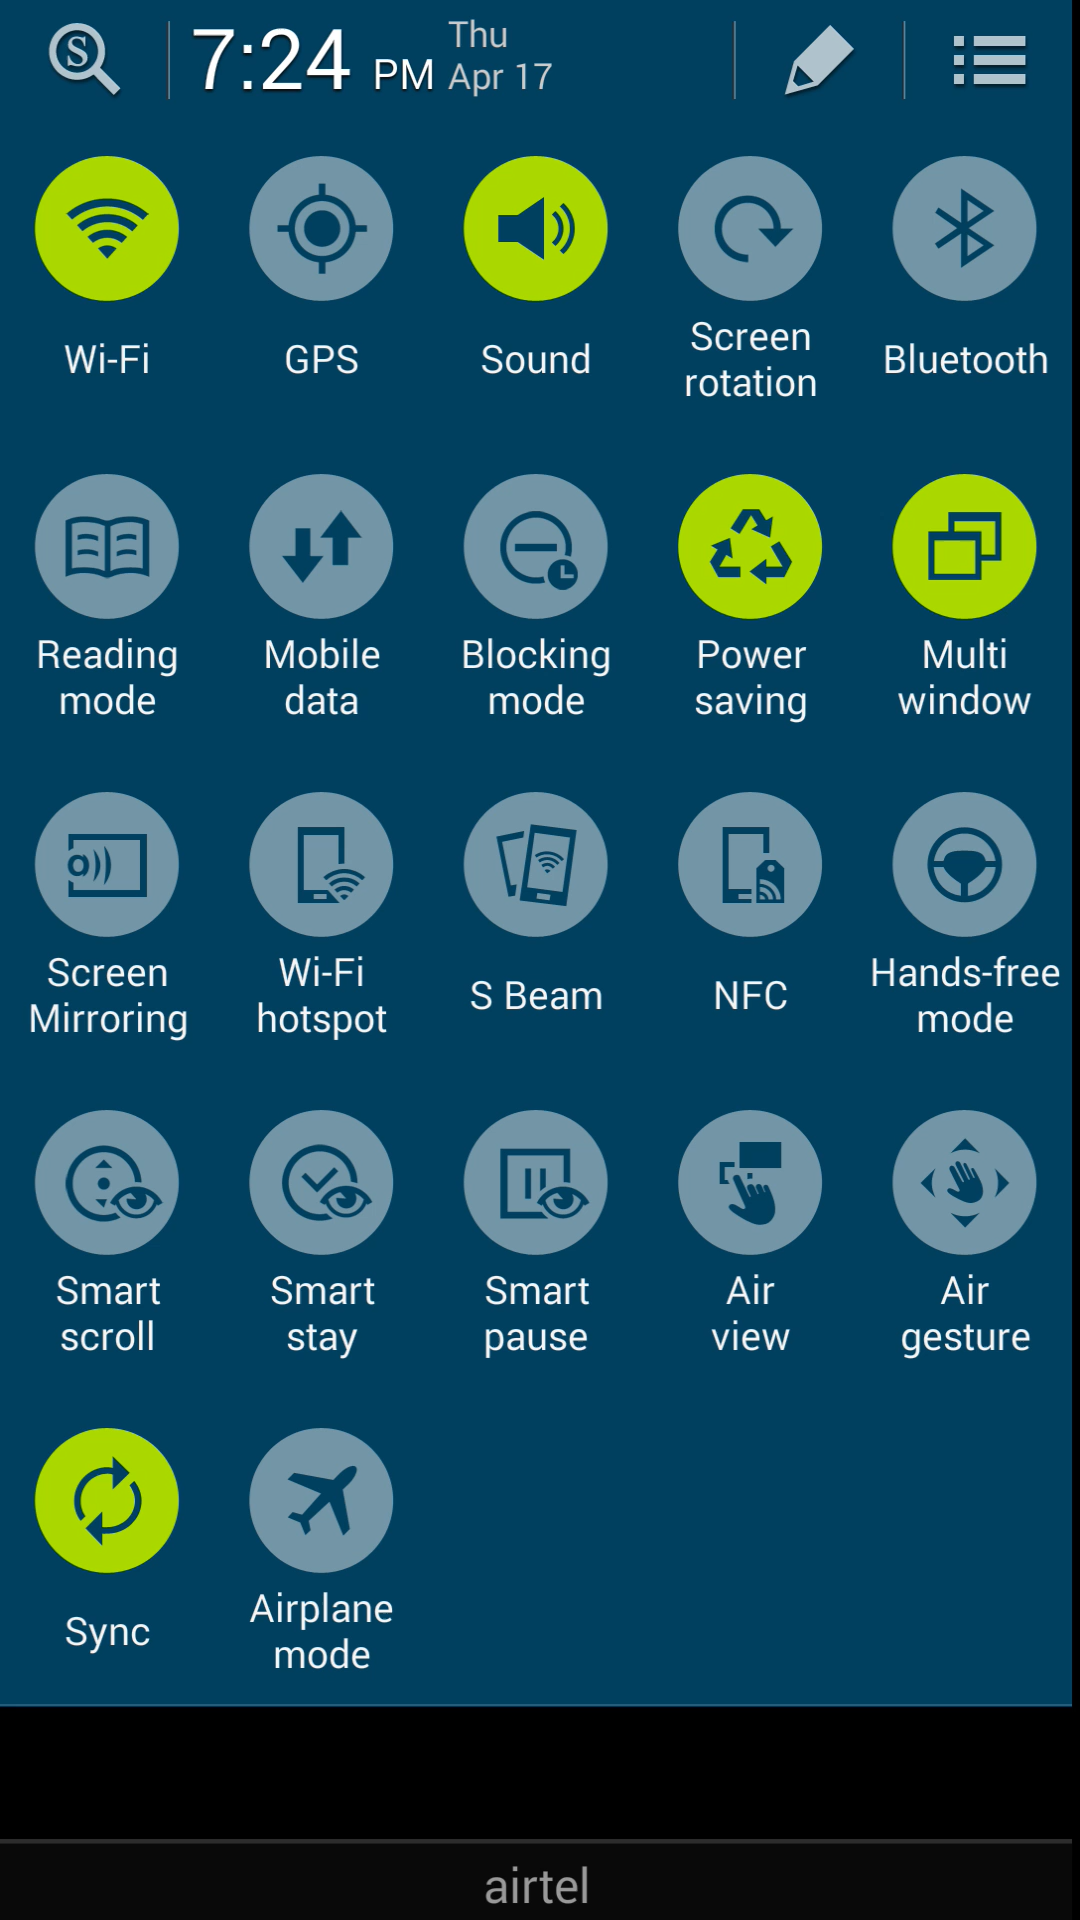 S
7:24 PM Thu
Apr 17
Wi-Fi
GPS
Sound
Screen
rotation
Bluetooth
Reading
mode
Mobile
data
Blocking
mode
Power
saving
Multi
window
Screen
Mirroring
Wi-Fi
hotspot
S Beam
NFC
Hands-free
mode
Smart
scroll
Smart
stay
Smart
pause
Air
view
Air
gesture
Sync
Airplane
mode
airtel